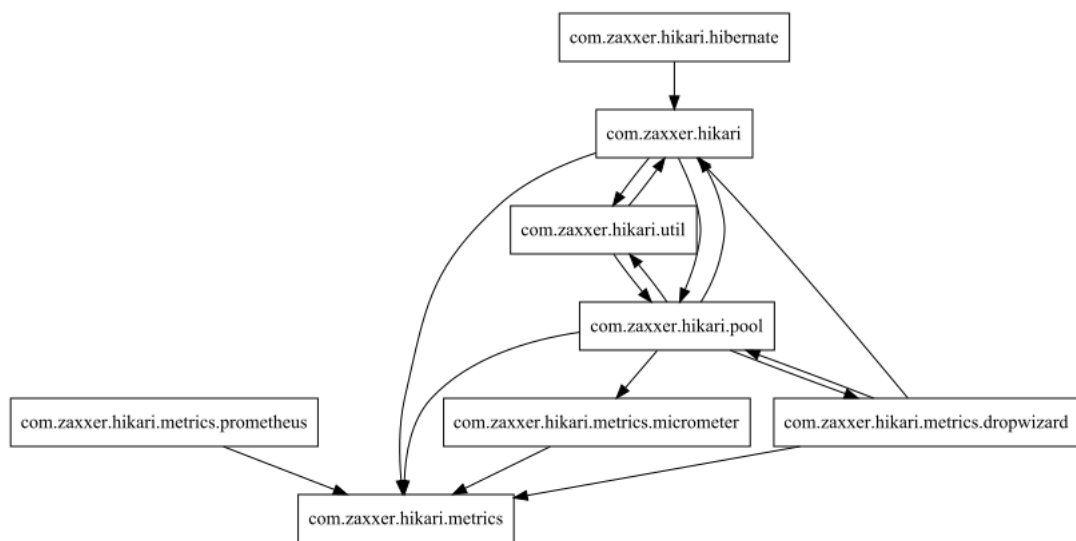 com.zaxxer.hikari.hibernate
com.zaxxer.hikari
com.zaxxer.hikari.util
com.zaxxer.hikari.pool
com.zaxxer.hikari.metrics.prometheus
com.zaxxer.hikari.metrics.micrometer
com.zaxxer.hikari.metrics.dropwizard
com.zaxxer.hikari.metrics